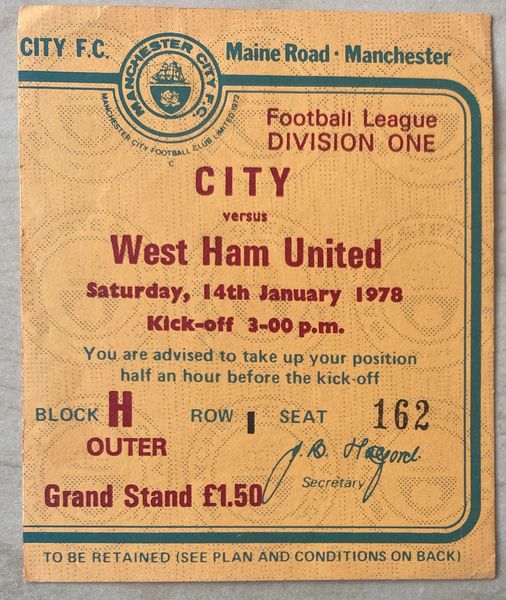 CITY F.C.
Maine Road · Manchester
MANCHESTER CITY F.C.
MANCHESTER CITY FOOTBALL CLUB LIMITED 1972
C
Football League
DIVISION ONE
CITY
versus
West Ham United
Saturday, 14th January 1978
Kick-off 3-00 p.m.
You are advised to take up your position
half an hour before the kick-off
BLOCK H ROW I SEAT 162
OUTER
Grand Stand £1.50
Secretary
TO BE RETAINED (SEE PLAN AND CONDITIONS ON BACK)